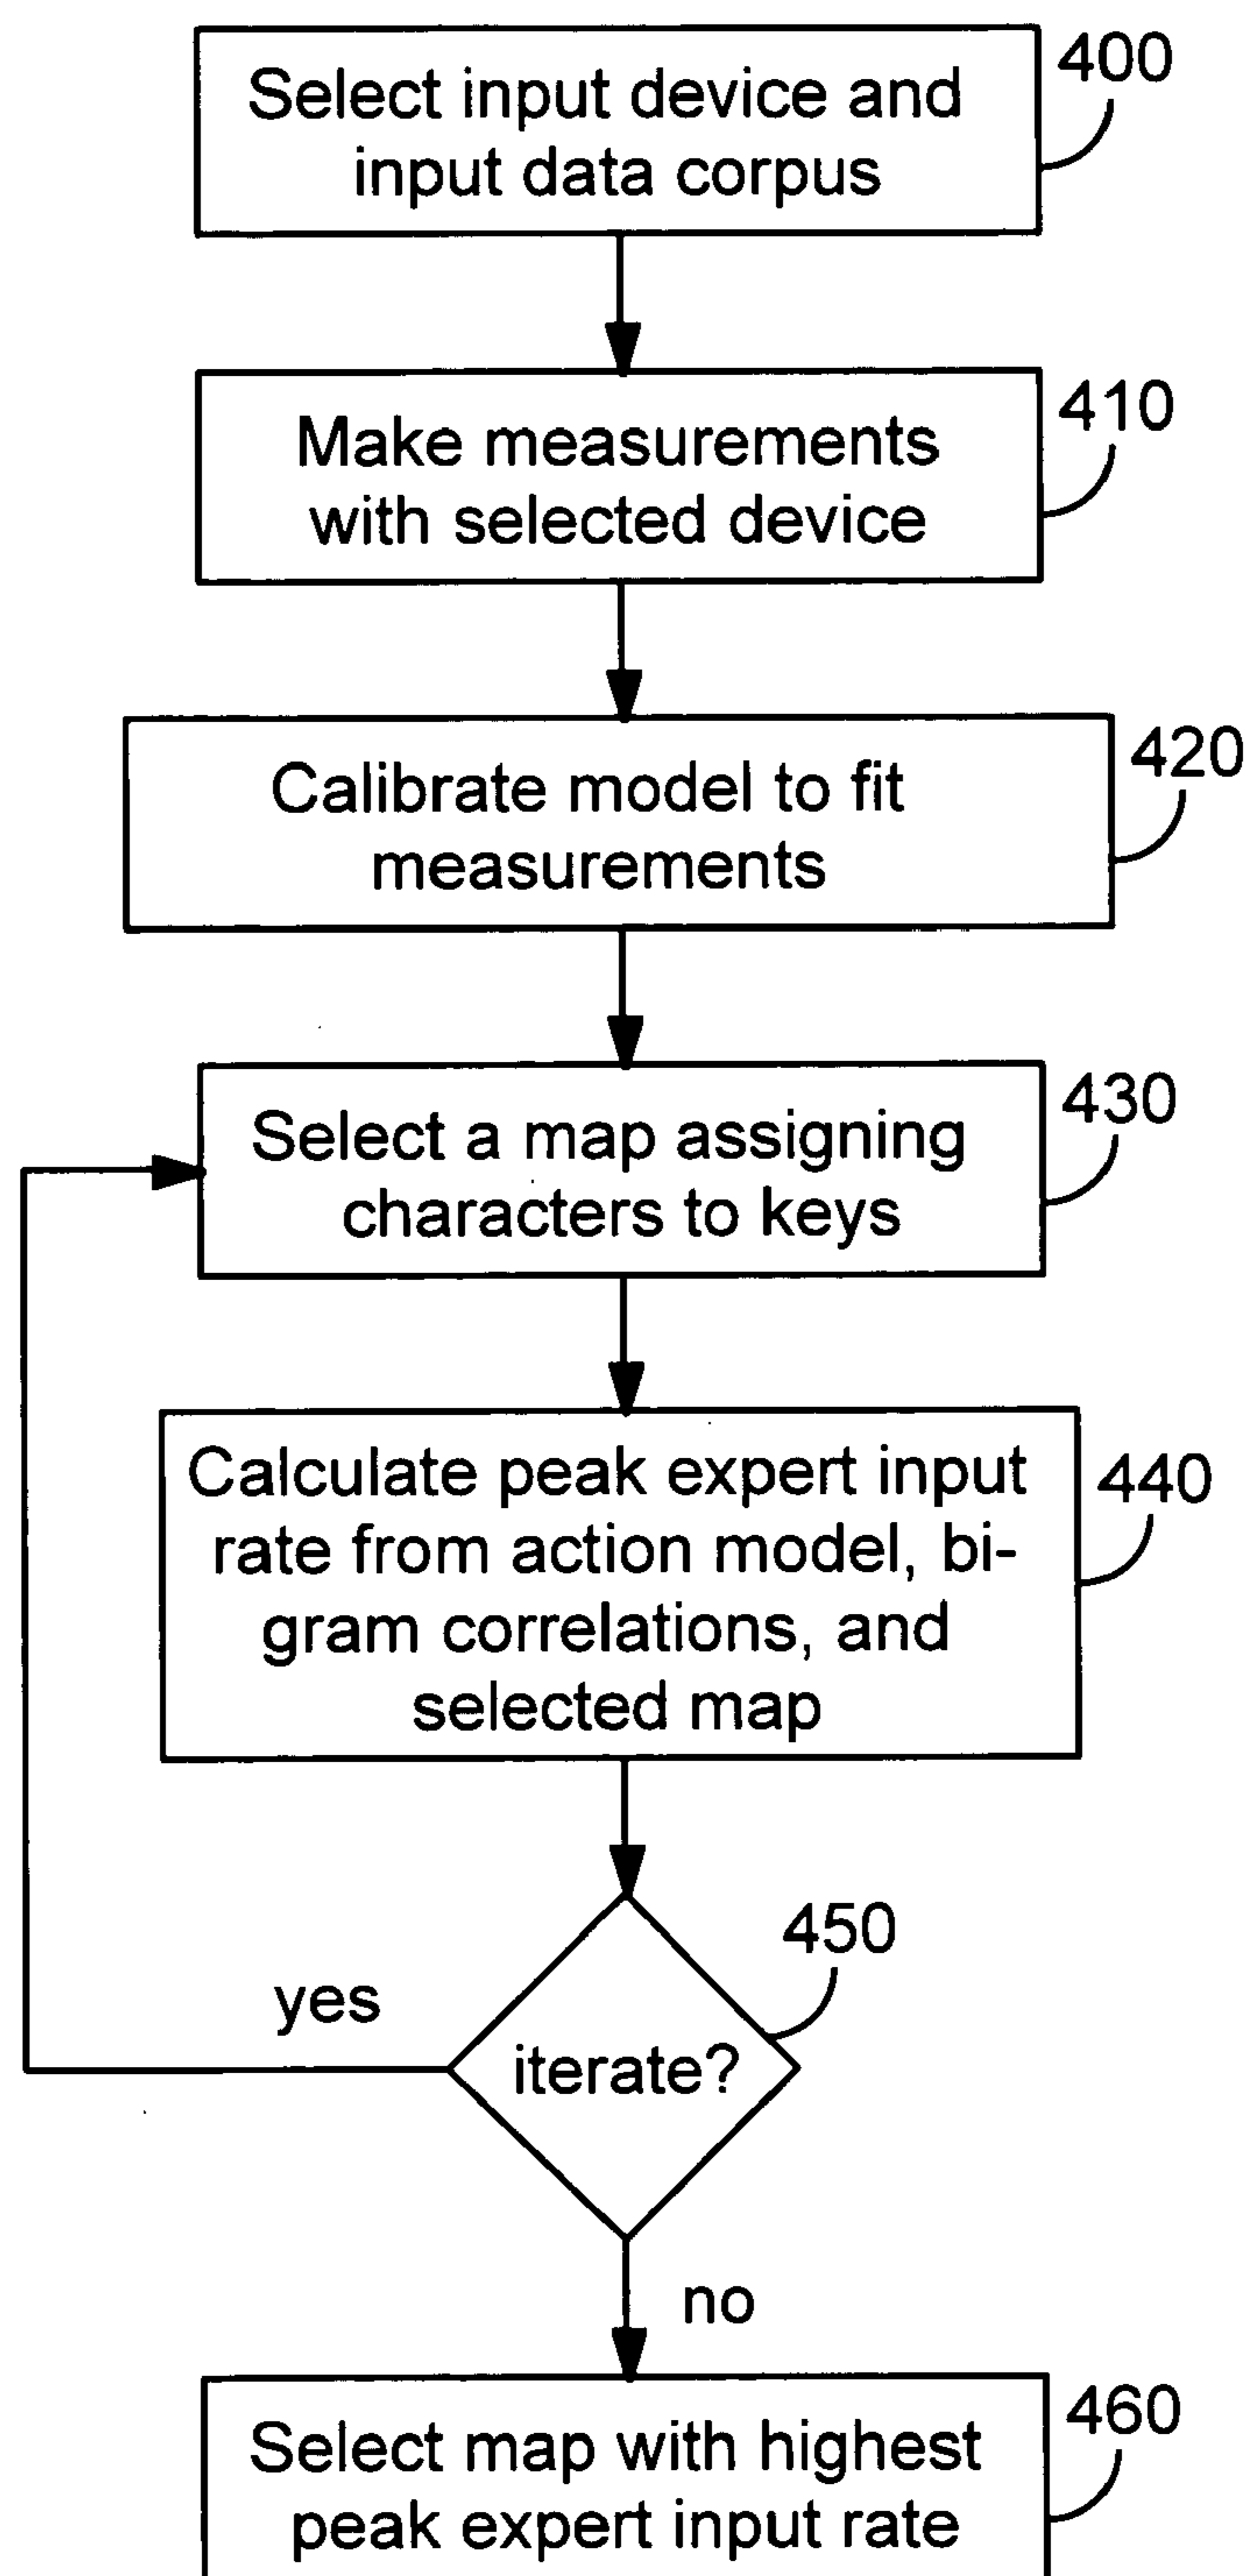 400
Select input device and
input data corpus
410
Make measurements
with selected device
420
Calibrate model to fit
measurements
430
Select a map assigning
characters to keys
440
Calculate peak expert input
rate from action model, bi-
gram correlations, and
selected map
450
yes
iterate?
no
460
Select map with highest
peak expert input rate